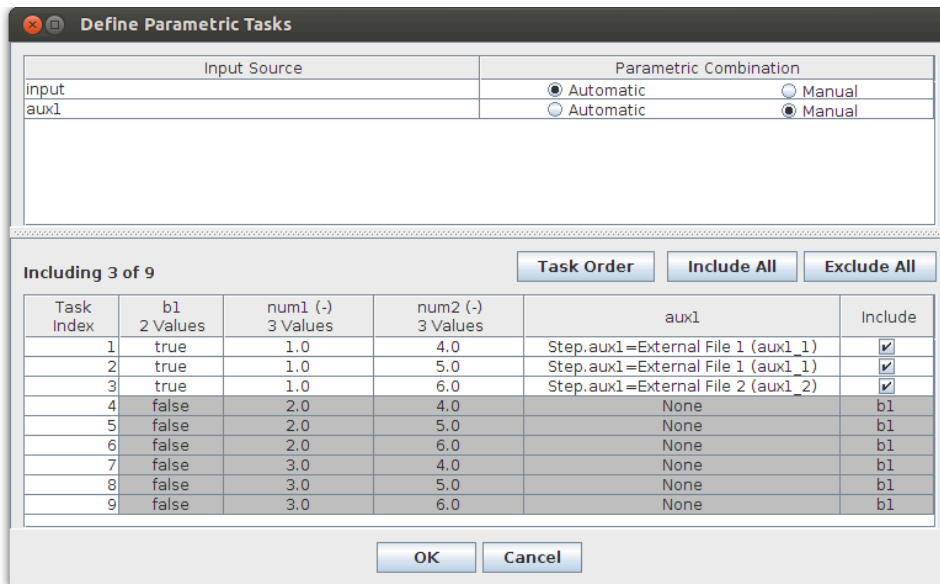 Define Parametric Tasks
Input Source Parametric Combination
input Automatic Manual
aux1 Automatic Manual
Including 3 of 9 Task Order Include All Exclude All
Task Index b1 2 Values num1 (-) 3 Values num2 (-) 3 Values aux1 Include
1 true 1.0 4.0 Step.aux1=External File 1 (aux1_1)
2 true 1.0 5.0 Step.aux1=External File 1 (aux1_1)
3 true 1.0 6.0 Step.aux1=External File 2 (aux1_2)
4 false 2.0 4.0 None b1
5 false 2.0 5.0 None b1
6 false 2.0 6.0 None b1
7 false 3.0 4.0 None b1
8 false 3.0 5.0 None b1
9 false 3.0 6.0 None b1
OK Cancel